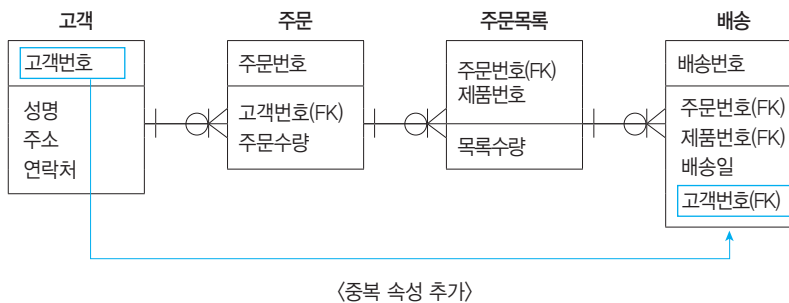 고객
고객번호
성명
주소
연락처
주문
주문번호
고객번호(FK)
주문수량
주문목록
주문번호(FK)
제품번호
목록수량
배송
배송번호
주문번호(FK)
제품번호(FK)
배송일
고객번호(FK)
〈중복 속성 추가〉